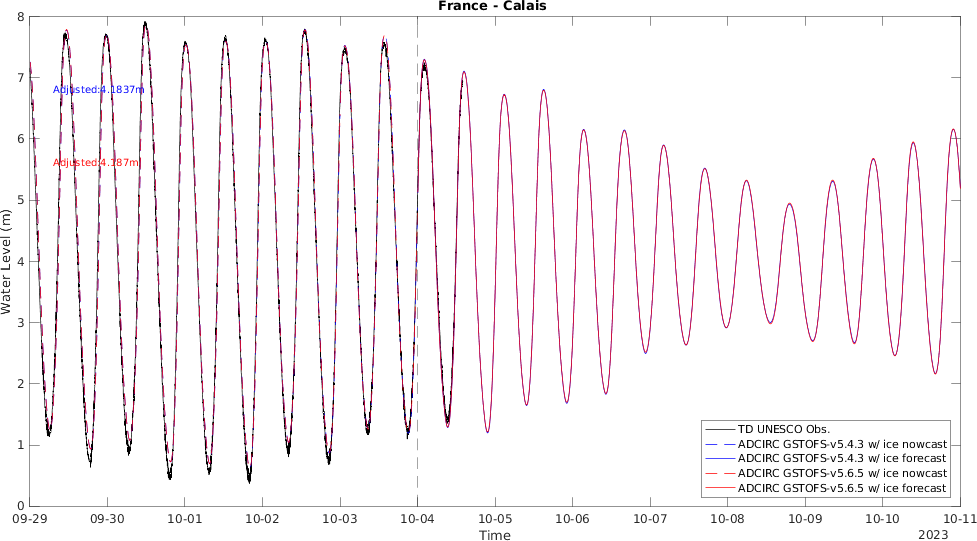 France - Calais
8
7
Adjusted:4.1837m
6
Adjusted:4.187m
5
4
Water Level (m)
3
2
1
0
TD UNESCO Obs.
ADCIRC GSTOFS-v5.4.3 w/ ice nowcast
ADCIRC GSTOFS-v5.4.3 w/ ice forecast
ADCIRC GSTOFS-v5.6.5 w/ ice nowcast
ADCIRC GSTOFS-v5.6.5 w/ ice forecast
09-29 09-30 10-01 10-02 10-03 10-04 10-05 10-06 10-07 10-08 10-09 10-10 10-11
Time
2023